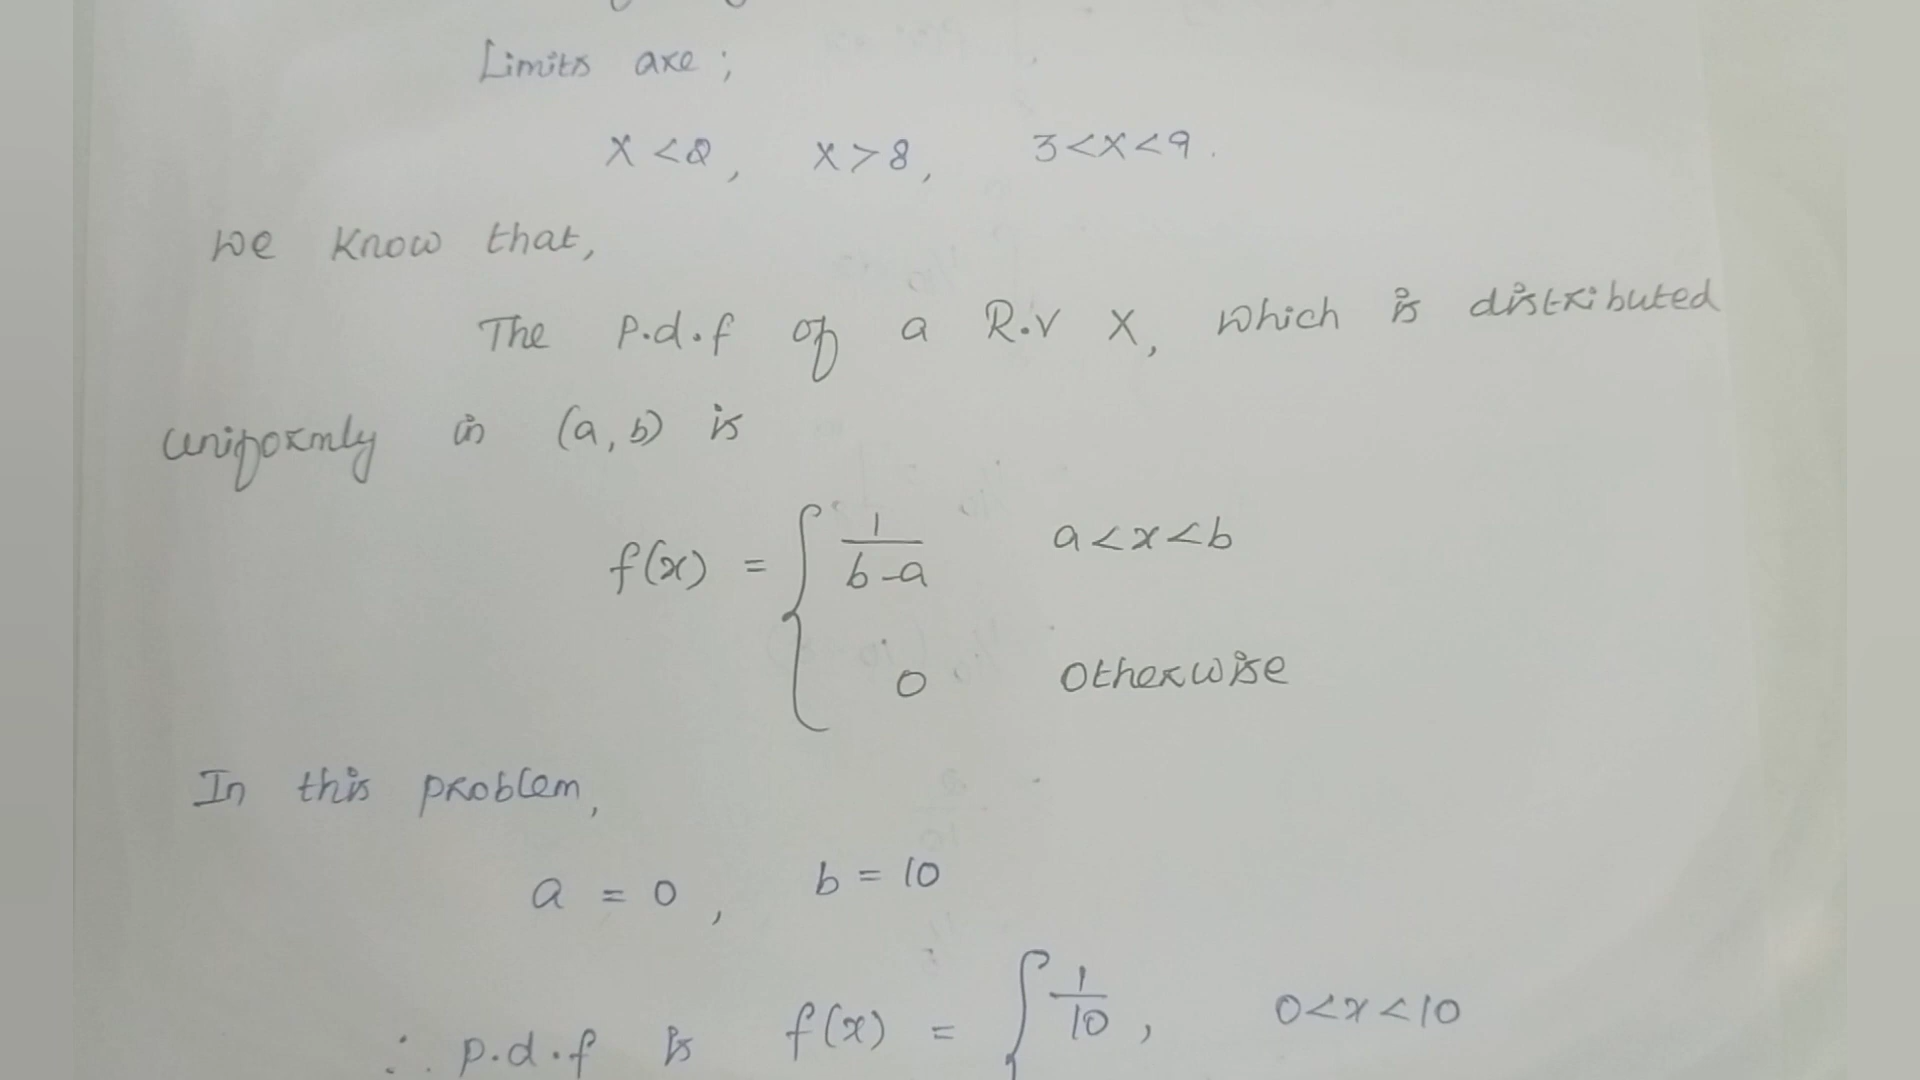 Limits are ;
X < 2, X > 8, 3 < X < 9.
We know that,
The p.d.f of a R.V X, which is distributed
uniformly in (a, b) is
f(x) = { 1/(b-a) a < x < b
0 otherwise
In this problem,
a = 0, b = 10
∴ p.d.f is f(x) = { 1/10, 0 < x < 10